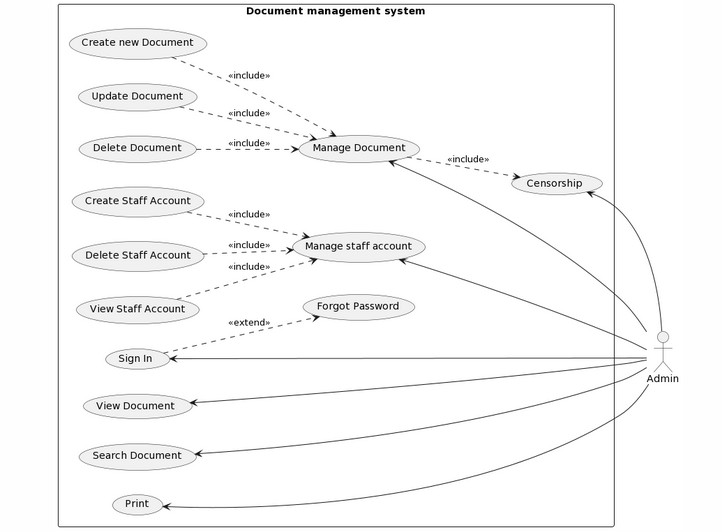 Document management system
Create new Document
«include»
Update Document
«include»
Delete Document
«include»
Manage Document
«include»
Censorship
Create Staff Account
«include»
Manage staff account
Delete Staff Account
«include»
«include»
View Staff Account
Forgot Password
«extend»
Sign In
Admin
View Document
Search Document
Print